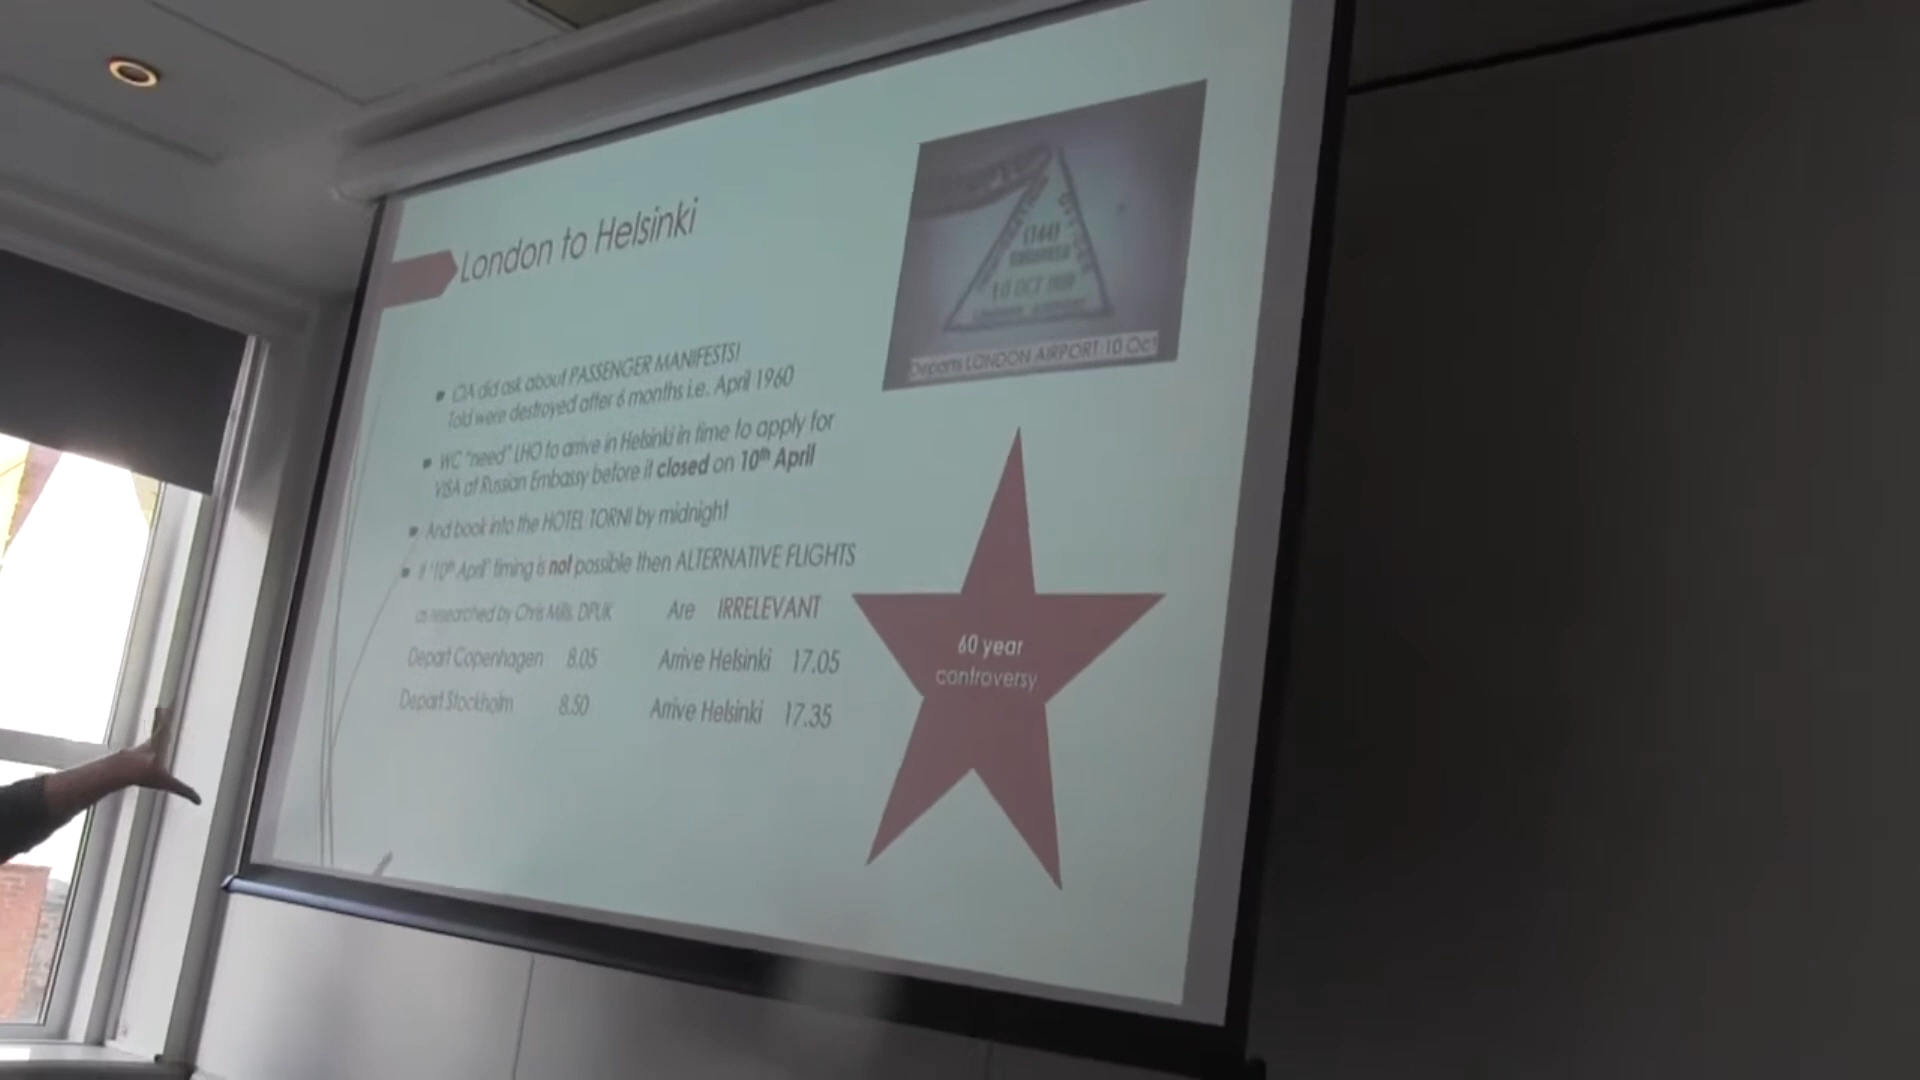 London to Helsinki
CIA did ask about PASSENGER MANIFESTS!
Told were destroyed after 6 months i.e. April 1960
WC "need" LHO to arrive in Helsinki in time to apply for
VISA at Russian Embassy before it closed on 10th April
And book into the HOTEL TORNI by midnight
If '10th April' timing is not possible then ALTERNATIVE FLIGHTS
as researched by Chris Mills, DPUK Are IRRELEVANT
Depart Copenhagen 8.05 Arrive Helsinki 17.05
Depart Stockholm 8.50 Arrive Helsinki 17.35
10 OCT
Departs LONDON AIRPORT 10 Oct
60 year
controversy